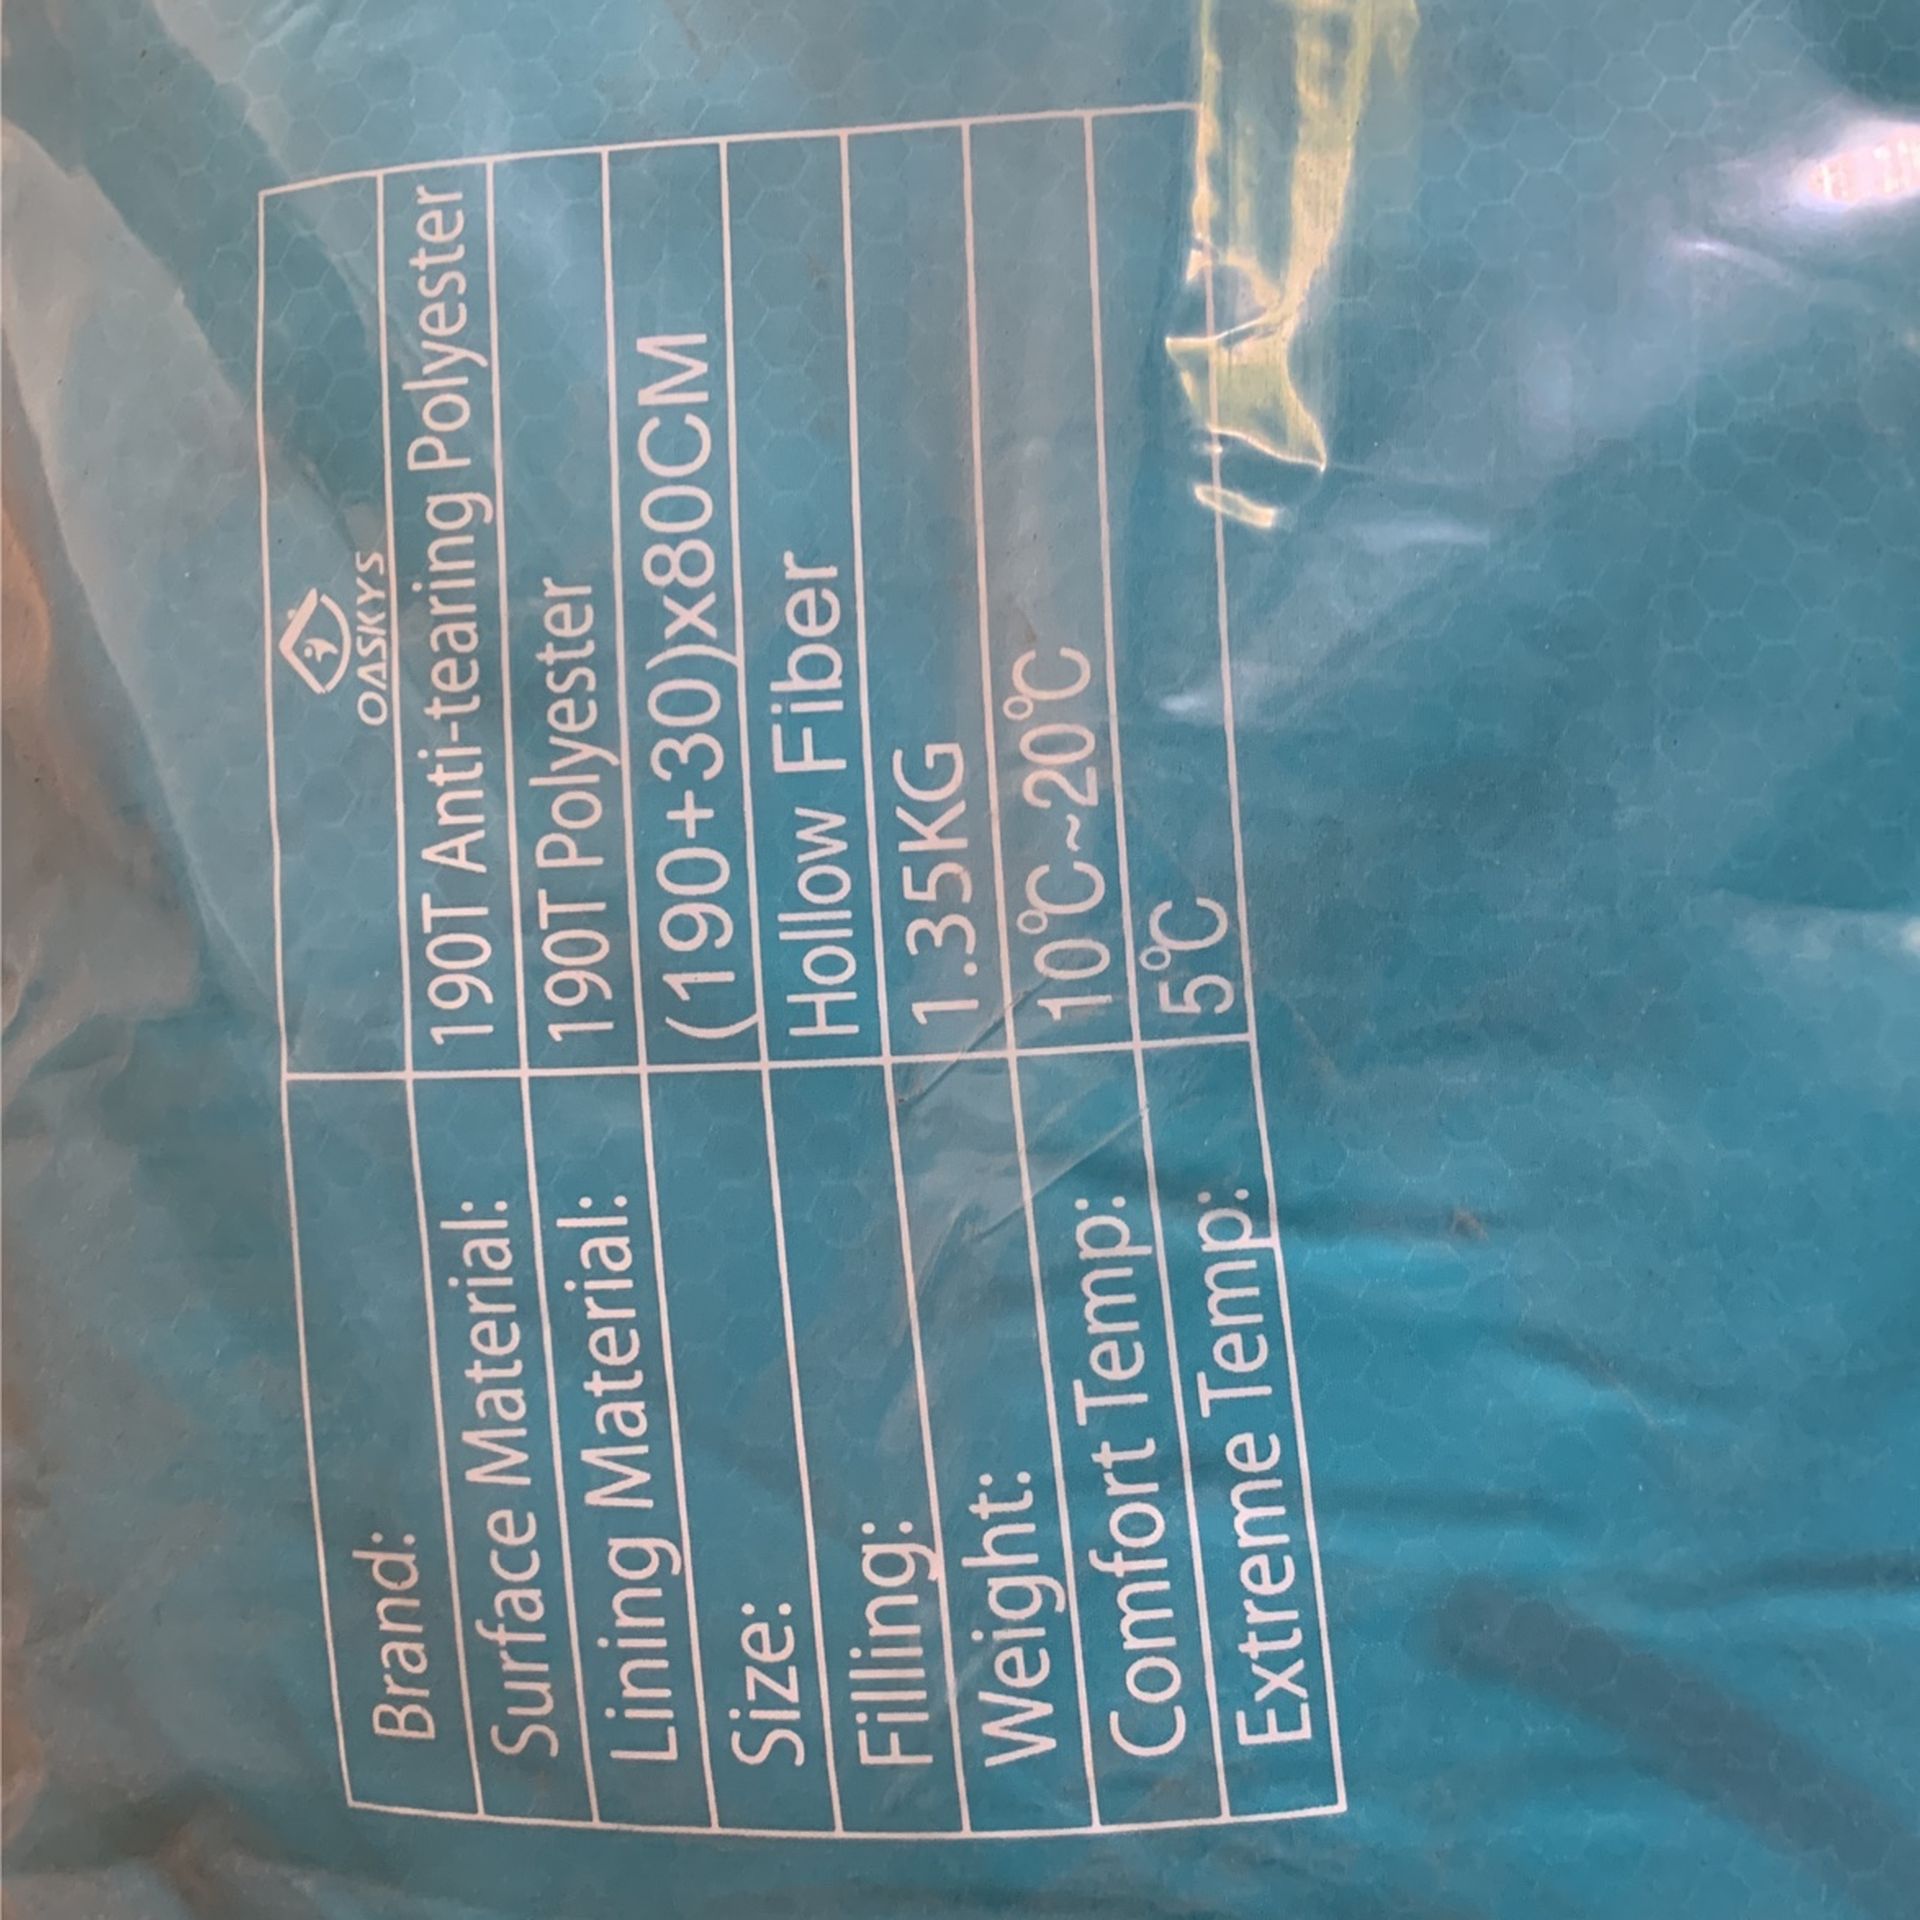 Brand: OASKYS
Surface Material: 190T Anti-tearing Polyester
Lining Material: 190T Polyester
Size: (190+30)x80CM
Filling: Hollow Fiber
Weight: 1.35KG
Comfort Temp: 10℃~20℃
Extreme Temp: 5℃